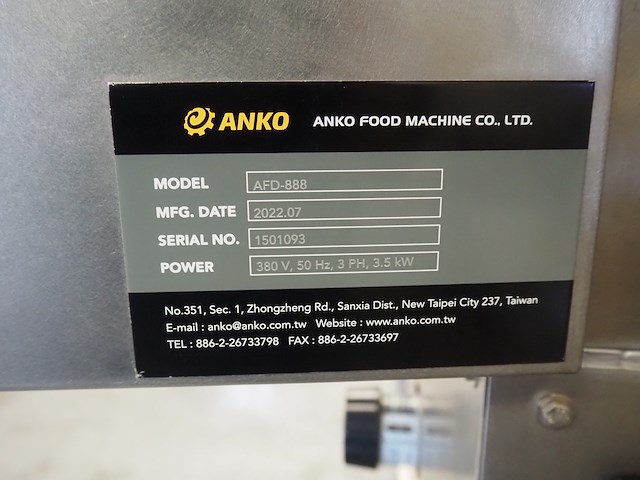 ANKO ANKO FOOD MACHINE CO., LTD.
MODEL AFD-888
MFG. DATE 2022.07
SERIAL NO. 1501093
POWER 380 V, 50 Hz, 3 PH, 3.5 kW
No.351, Sec. 1, Zhongzheng Rd., Sanxia Dist., New Taipei City 237, Taiwan
E-mail : anko@anko.com.tw Website : www.anko.com.tw
TEL : 886-2-26733798 FAX : 886-2-26733697